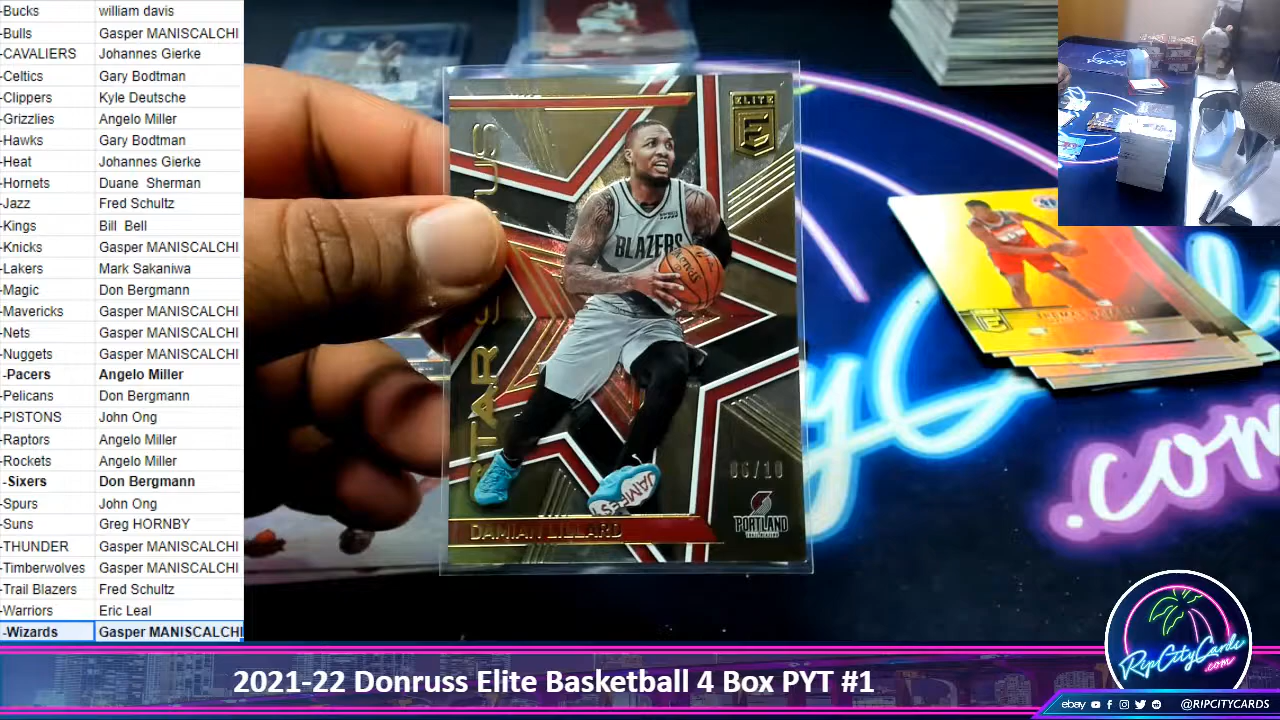 -Bucks william davis
-Bulls Gasper MANISCALCHI
-CAVALIERS Johannes Gierke
-Celtics Gary Bodtman
-Clippers Kyle Deutsche
-Grizzlies Angelo Miller
-Hawks Gary Bodtman
-Heat Johannes Gierke
-Hornets Duane Sherman
-Jazz Fred Schultz
-Kings Bill Bell
-Knicks Gasper MANISCALCHI
-Lakers Mark Sakaniwa
-Magic Don Bergmann
-Mavericks Gasper MANISCALCHI
-Nets Gasper MANISCALCHI
-Nuggets Gasper MANISCALCHI
-Pacers Angelo Miller
-Pelicans Don Bergmann
-PISTONS John Ong
-Raptors Angelo Miller
-Rockets Angelo Miller
-Sixers Don Bergmann
-Spurs John Ong
-Suns Greg HORNBY
-THUNDER Gasper MANISCALCHI
-Timberwolves Gasper MANISCALCHI
-Trail Blazers Fred Schultz
-Warriors Eric Leal
-Wizards Gasper MANISCALCHI
ELITE
E
STAR
BLAZERS
06/10
PORTLAND
TRAIL BLAZERS
DAMIAN LILLARD
.com
RipCityCards
.com
2021-22 Donruss Elite Basketball 4 Box PYT #1
ebay @RIPCITYCARDS